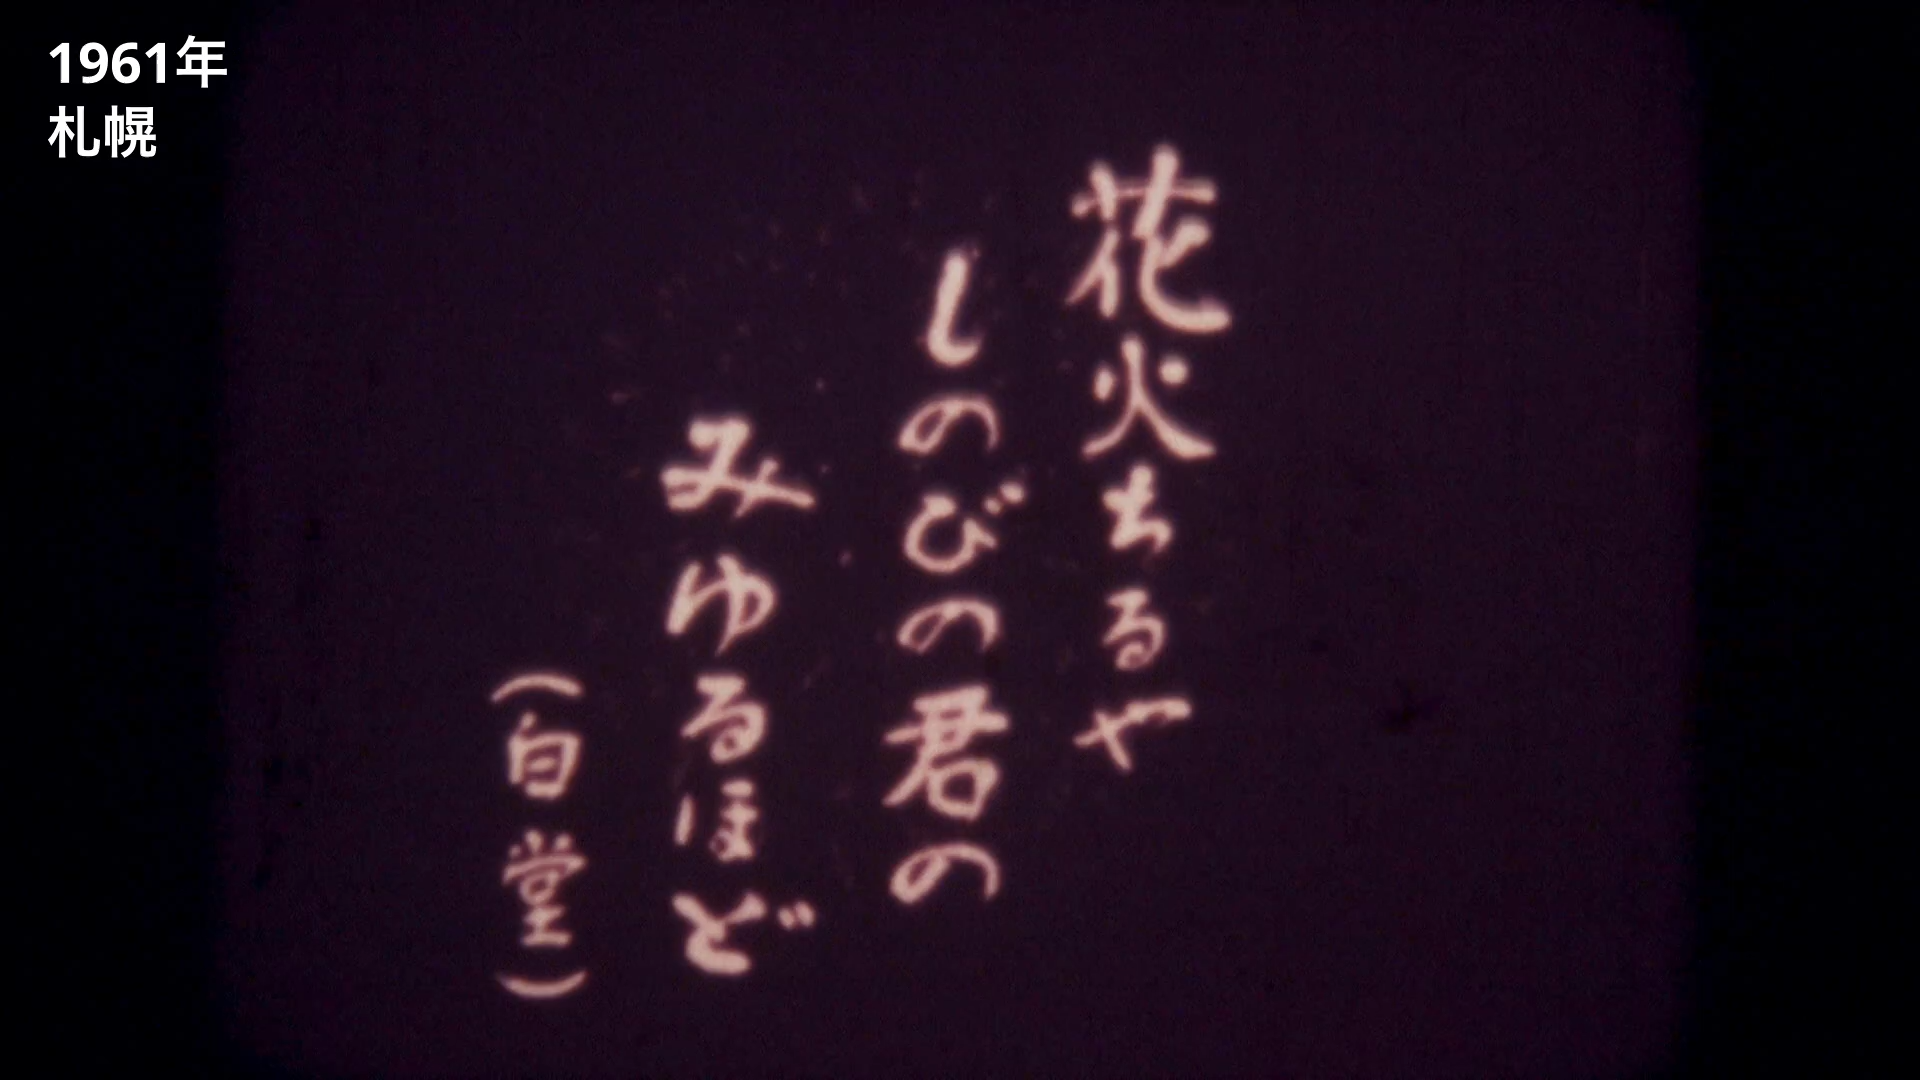 1961年
札幌
花火ちるや
しのびの君の
みゆるほど
（白堂）